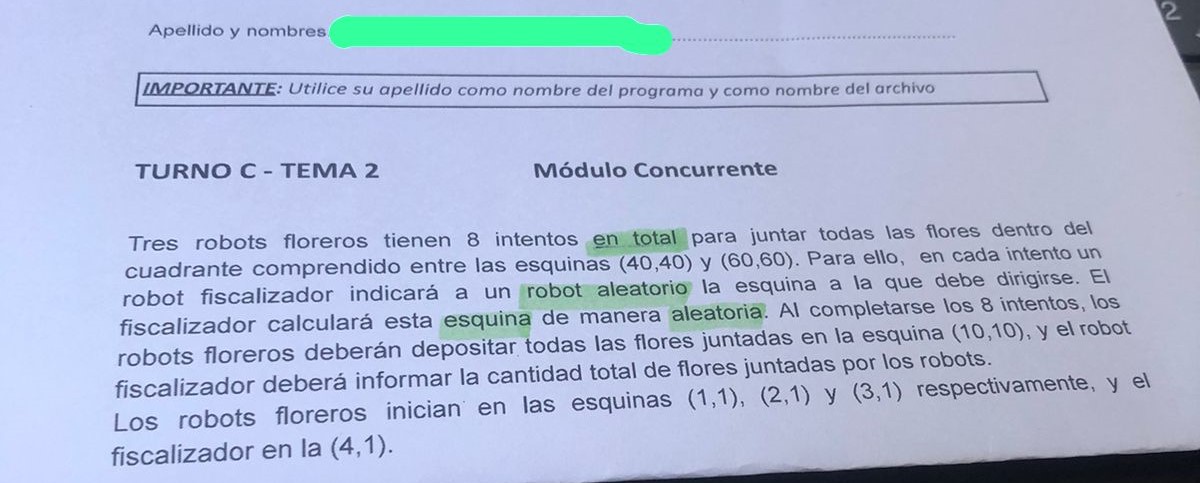 Apellido y nombres
IMPORTANTE: Utilice su apellido como nombre del programa y como nombre del archivo
TURNO C - TEMA 2 Módulo Concurrente
Tres robots floreros tienen 8 intentos en total para juntar todas las flores dentro del
cuadrante comprendido entre las esquinas (40,40) y (60,60). Para ello, en cada intento un
robot fiscalizador indicará a un robot aleatorio la esquina a la que debe dirigirse. El
fiscalizador calculará esta esquina de manera aleatoria. Al completarse los 8 intentos, los
robots floreros deberán depositar todas las flores juntadas en la esquina (10,10), y el robot
fiscalizador deberá informar la cantidad total de flores juntadas por los robots.
Los robots floreros inician en las esquinas (1,1), (2,1) y (3,1) respectivamente, y el
fiscalizador en la (4,1).
2